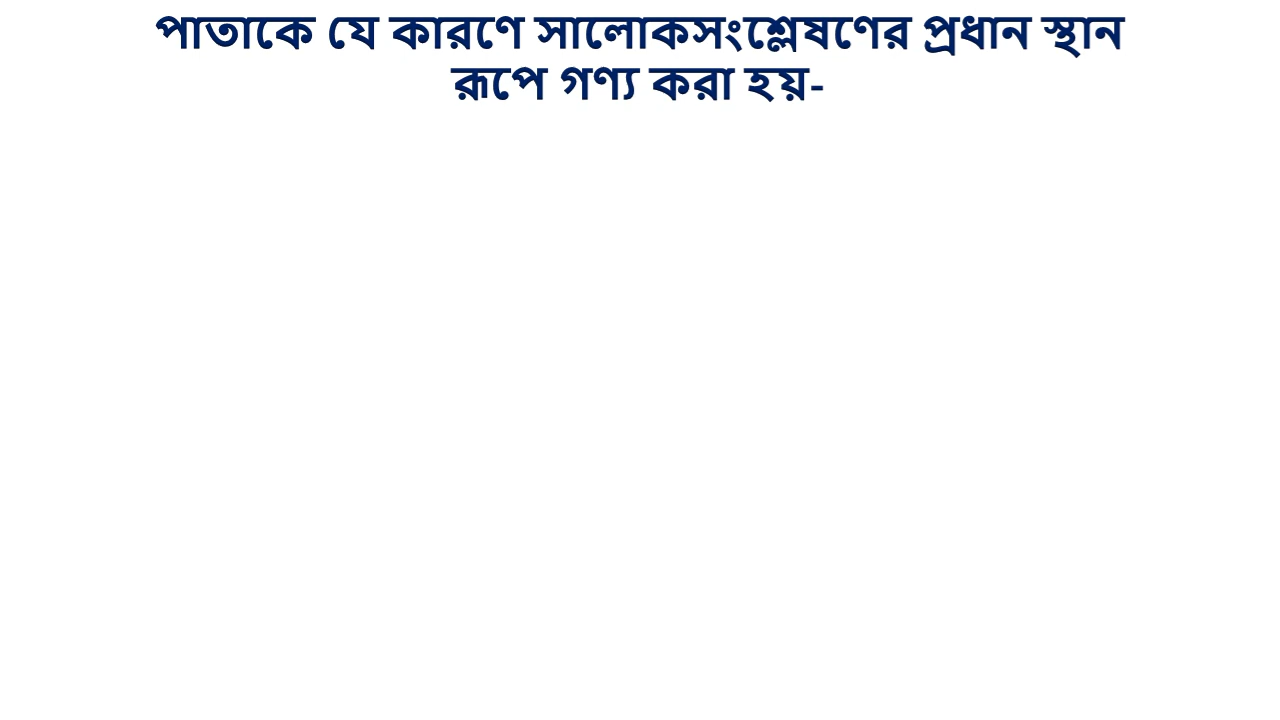 পাতাকে যে কারণে সালোকসংশ্লেষণের প্রধান স্থান
রূপে গণ্য করা হয়-